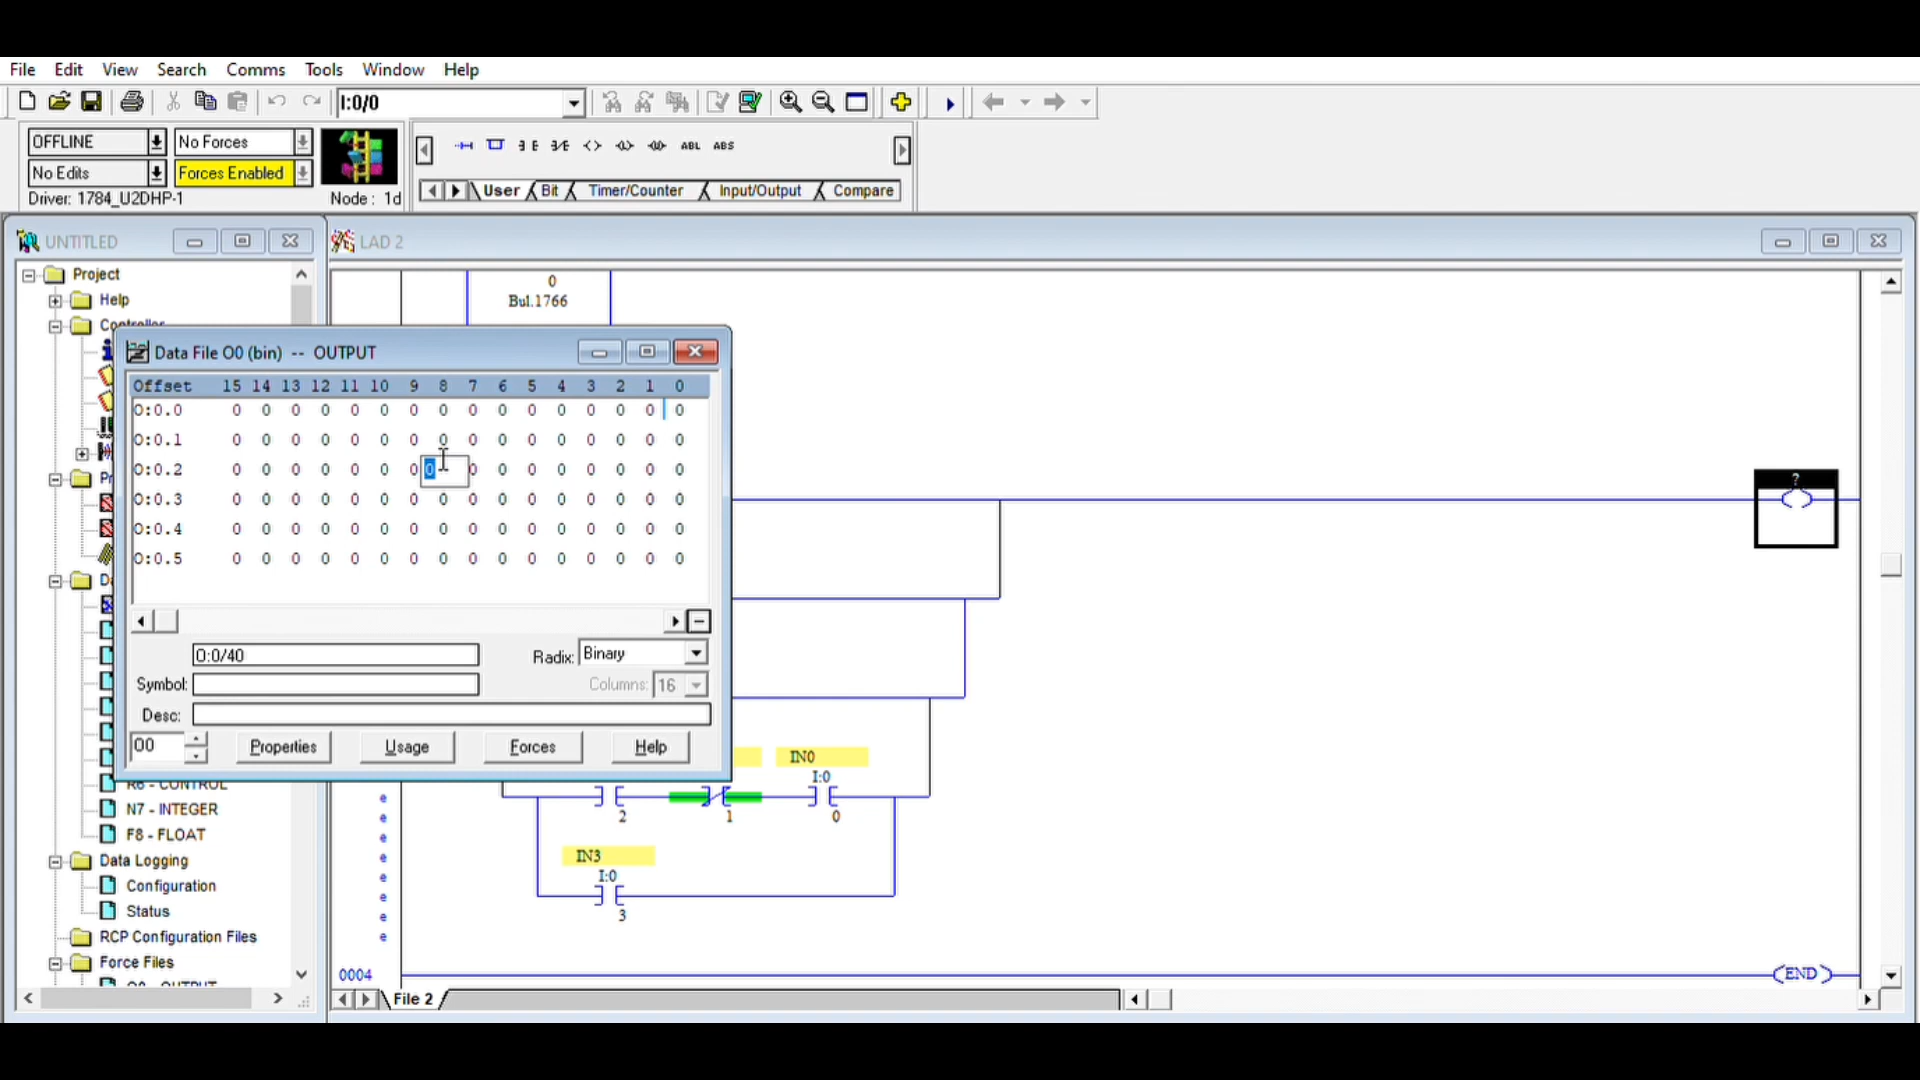 File Edit View Search Comms Tools Window Help
I:0/0
OFFLINE No Forces
No Edits Forces Enabled
Driver: 1784_U2DHP-1 Node : 1d
ABL ABS
User Bit Timer/Counter Input/Output Compare
UNTITLED
Project
Help
Controller
R6 - CONTROL
N7 - INTEGER
F8 - FLOAT
Data Logging
Configuration
Status
RCP Configuration Files
Force Files
O0 - OUTPUT
LAD 2
0
Bul.1766
Data File O0 (bin) -- OUTPUT
Offset 15 14 13 12 11 10 9 8 7 6 5 4 3 2 1 0
O:0.0 0 0 0 0 0 0 0 0 0 0 0 0 0 0 0 0
O:0.1 0 0 0 0 0 0 0 0 0 0 0 0 0 0 0 0
O:0.2 0 0 0 0 0 0 0 0 0 0 0 0 0 0 0 0
O:0.3 0 0 0 0 0 0 0 0 0 0 0 0 0 0 0 0
O:0.4 0 0 0 0 0 0 0 0 0 0 0 0 0 0 0 0
O:0.5 0 0 0 0 0 0 0 0 0 0 0 0 0 0 0 0
O:0/40 Radix: Binary
Symbol: Columns: 16
Desc:
O0 Properties Usage Forces Help
?
IN0
I:0
2 1 0
IN3
I:0
3
e
e
e
e
e
e
e
e
0004 END
File 2